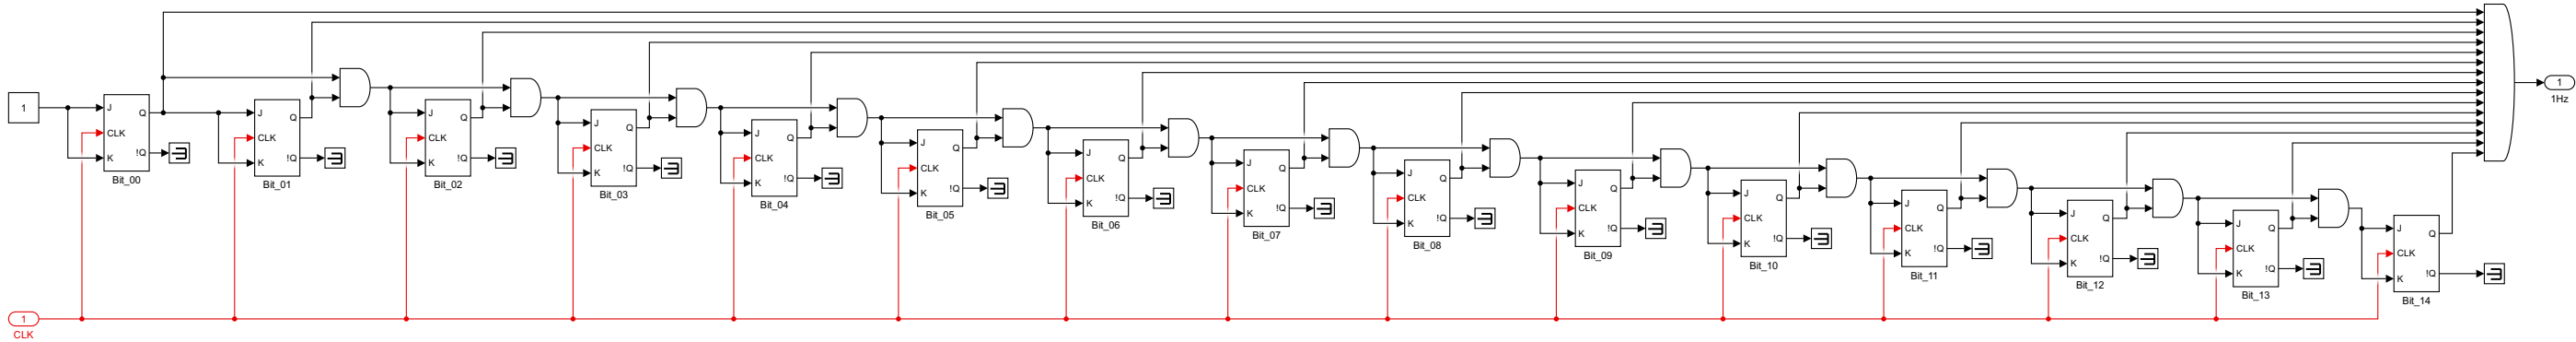 1
J
CLK
K
Q
!Q
Bit_00
J
CLK
K
Q
!Q
Bit_01
J
CLK
K
Q
!Q
Bit_02
J
CLK
K
Q
!Q
Bit_03
J
CLK
K
Q
!Q
Bit_04
J
CLK
K
Q
!Q
Bit_05
J
CLK
K
Q
!Q
Bit_06
J
CLK
K
Q
!Q
Bit_07
J
CLK
K
Q
!Q
Bit_08
J
CLK
K
Q
!Q
Bit_09
J
CLK
K
Q
!Q
Bit_10
J
CLK
K
Q
!Q
Bit_11
J
CLK
K
Q
!Q
Bit_12
J
CLK
K
Q
!Q
Bit_13
J
CLK
K
Q
!Q
Bit_14
1
1Hz
1
CLK